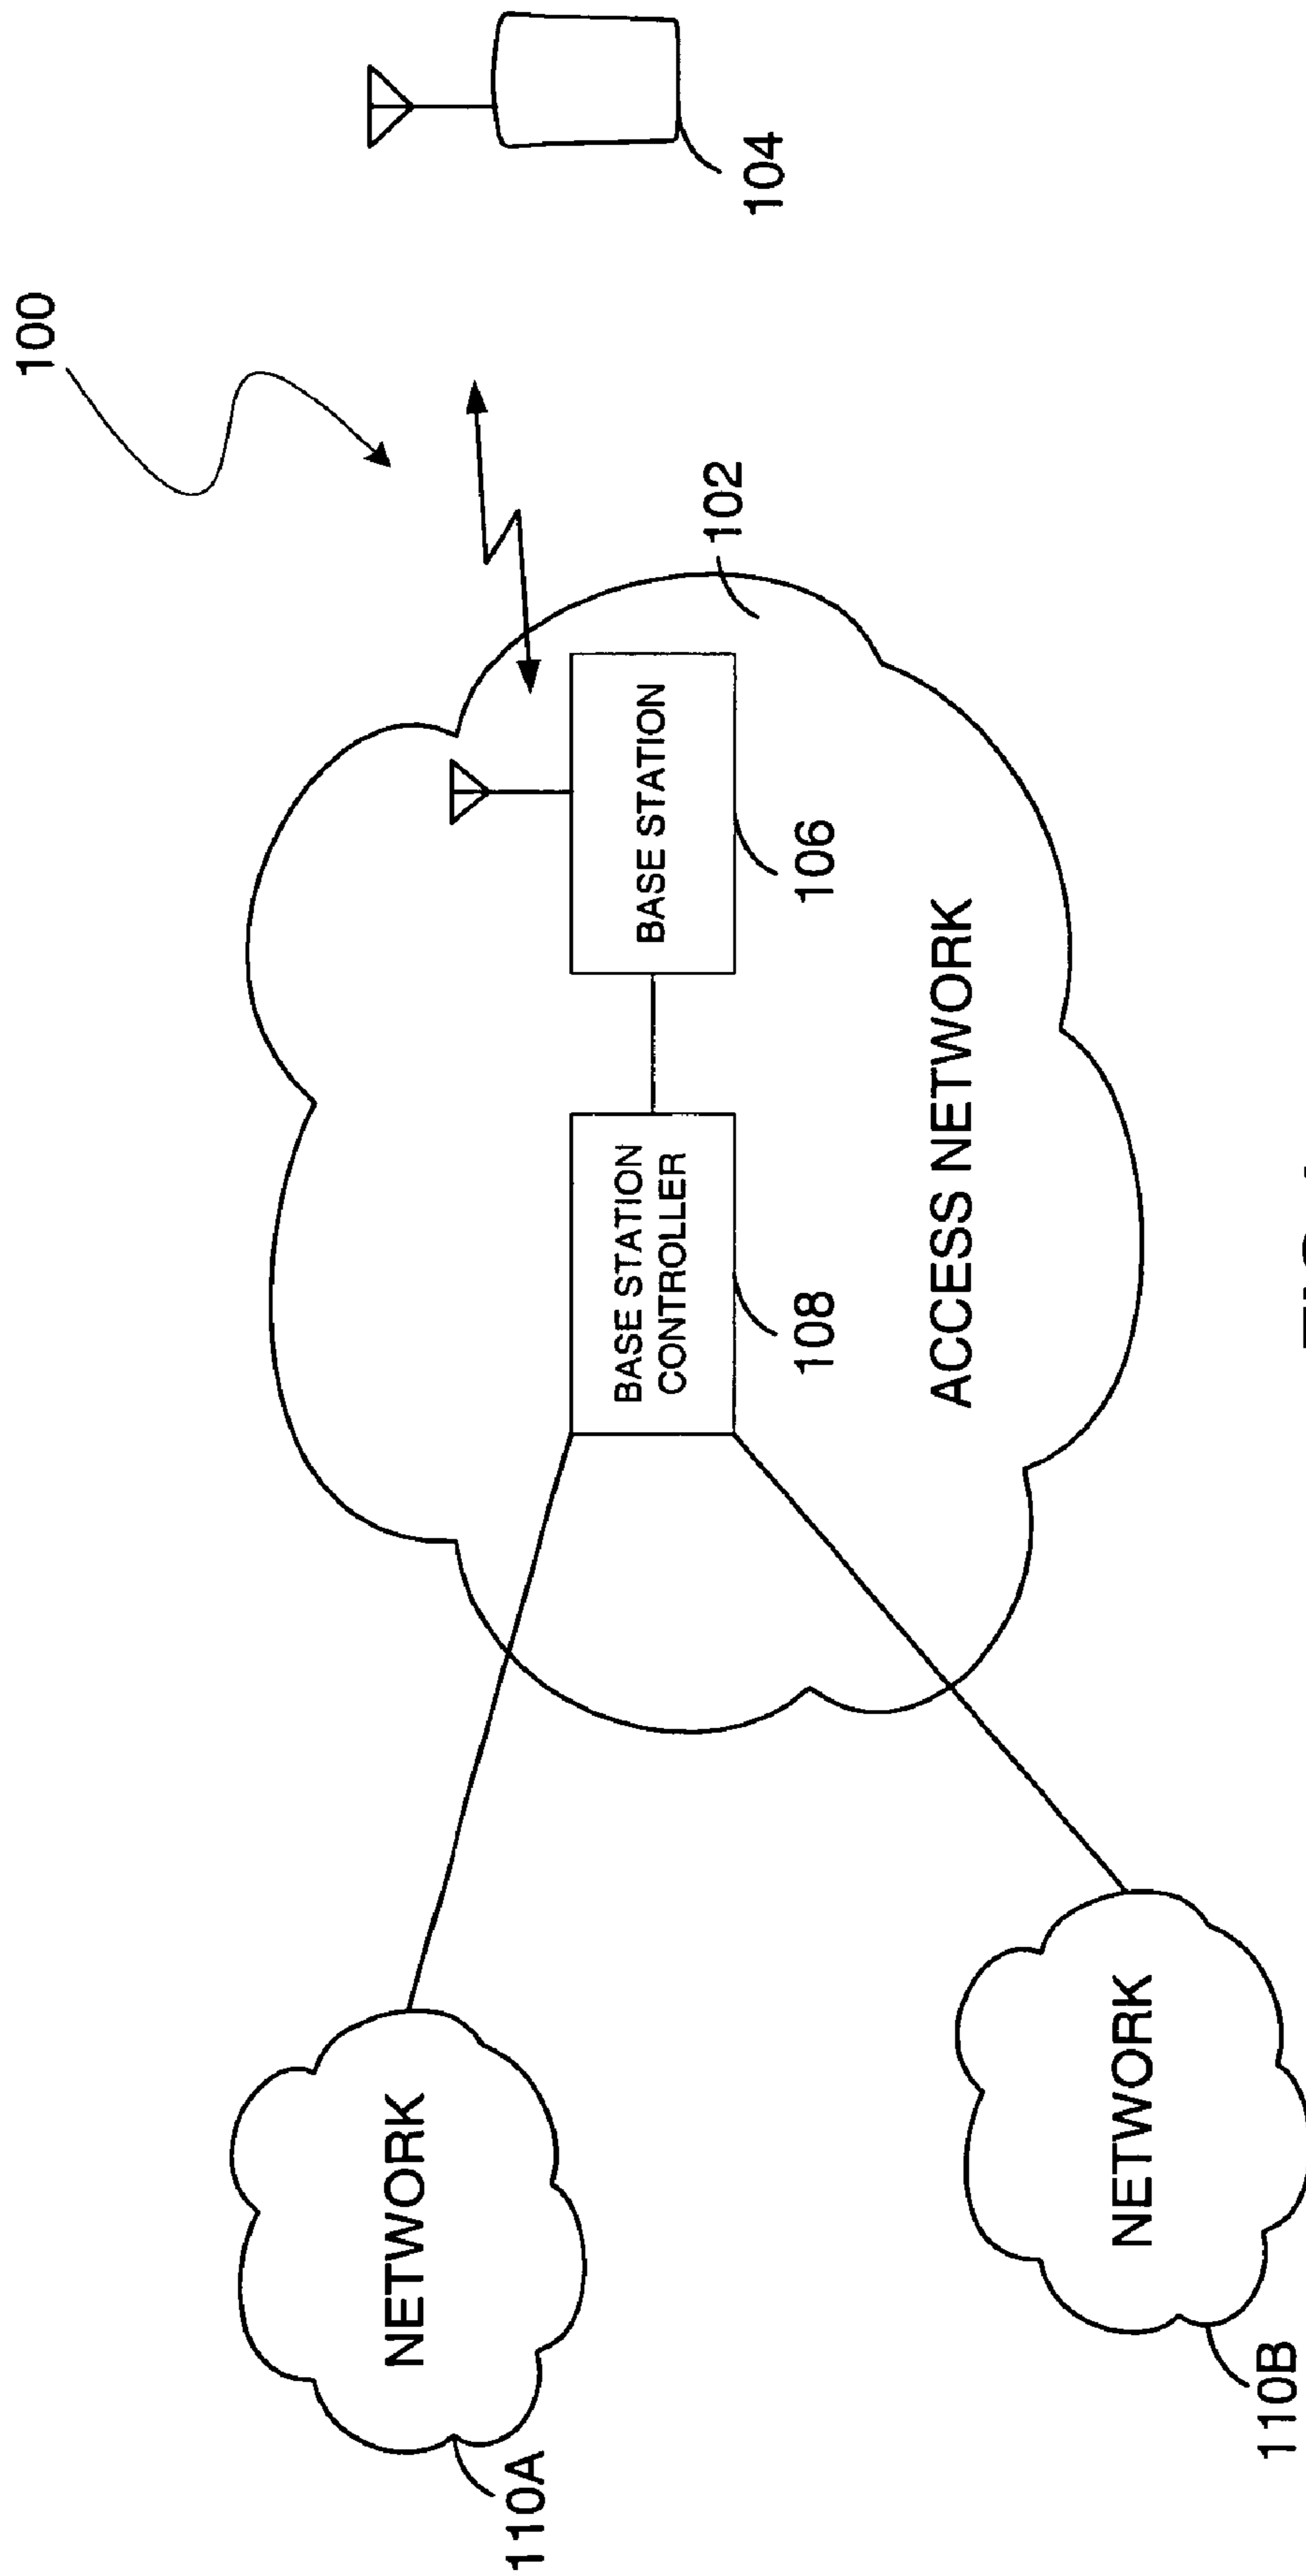 100
104
102
BASE STATION
106
BASE STATION
CONTROLLER
108
ACCESS NETWORK
NETWORK
110A
NETWORK
110B